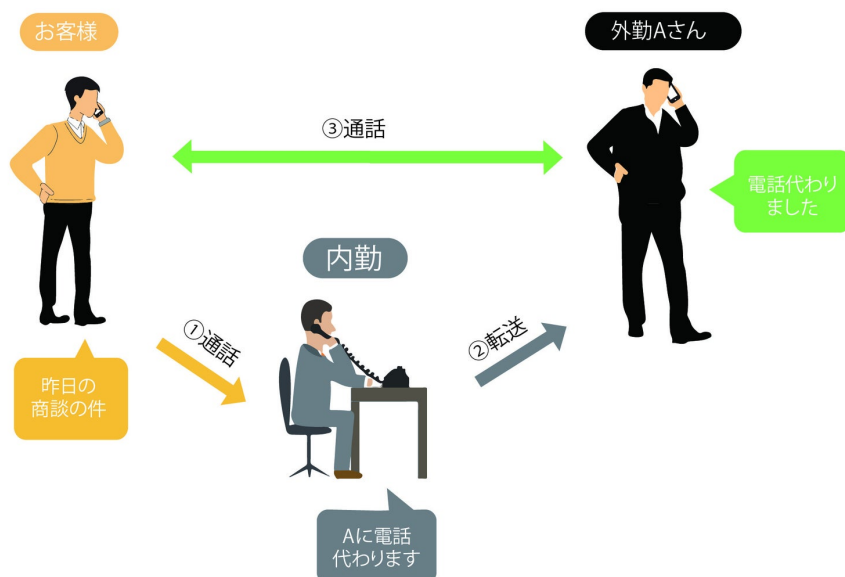 お客様
外勤Aさん
③通話
電話代わり
ました
内勤
①通話
②転送
昨日の
商談の件
Aに電話
代わります